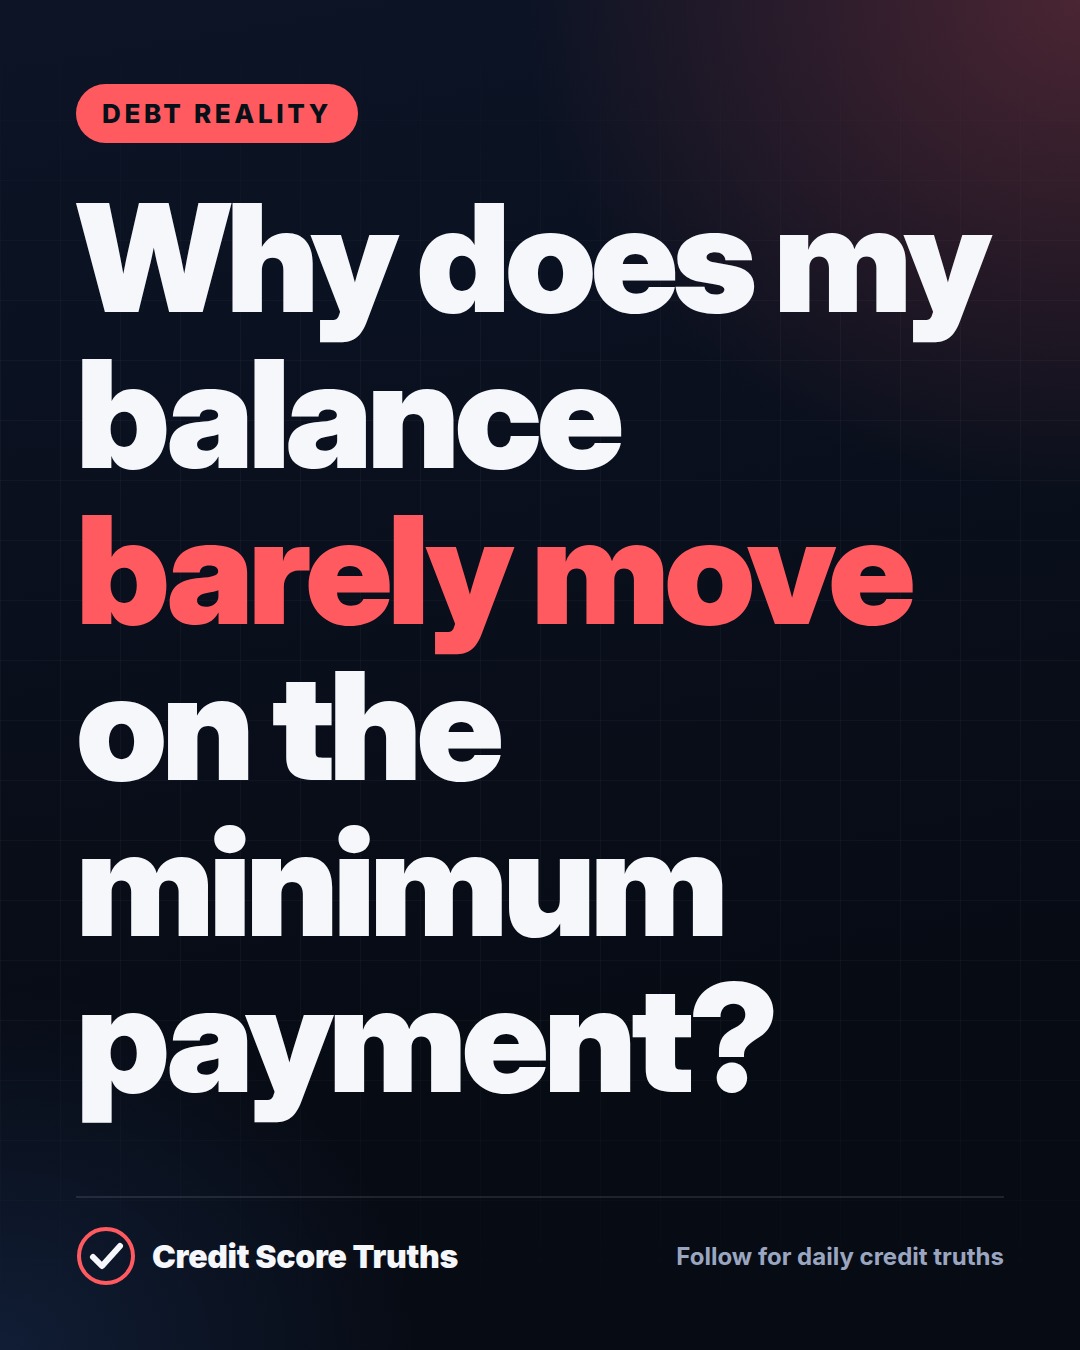 DEBT REALITY
Why does my
balance
barely move
on the
minimum
payment?
Credit Score Truths
Follow for daily credit truths